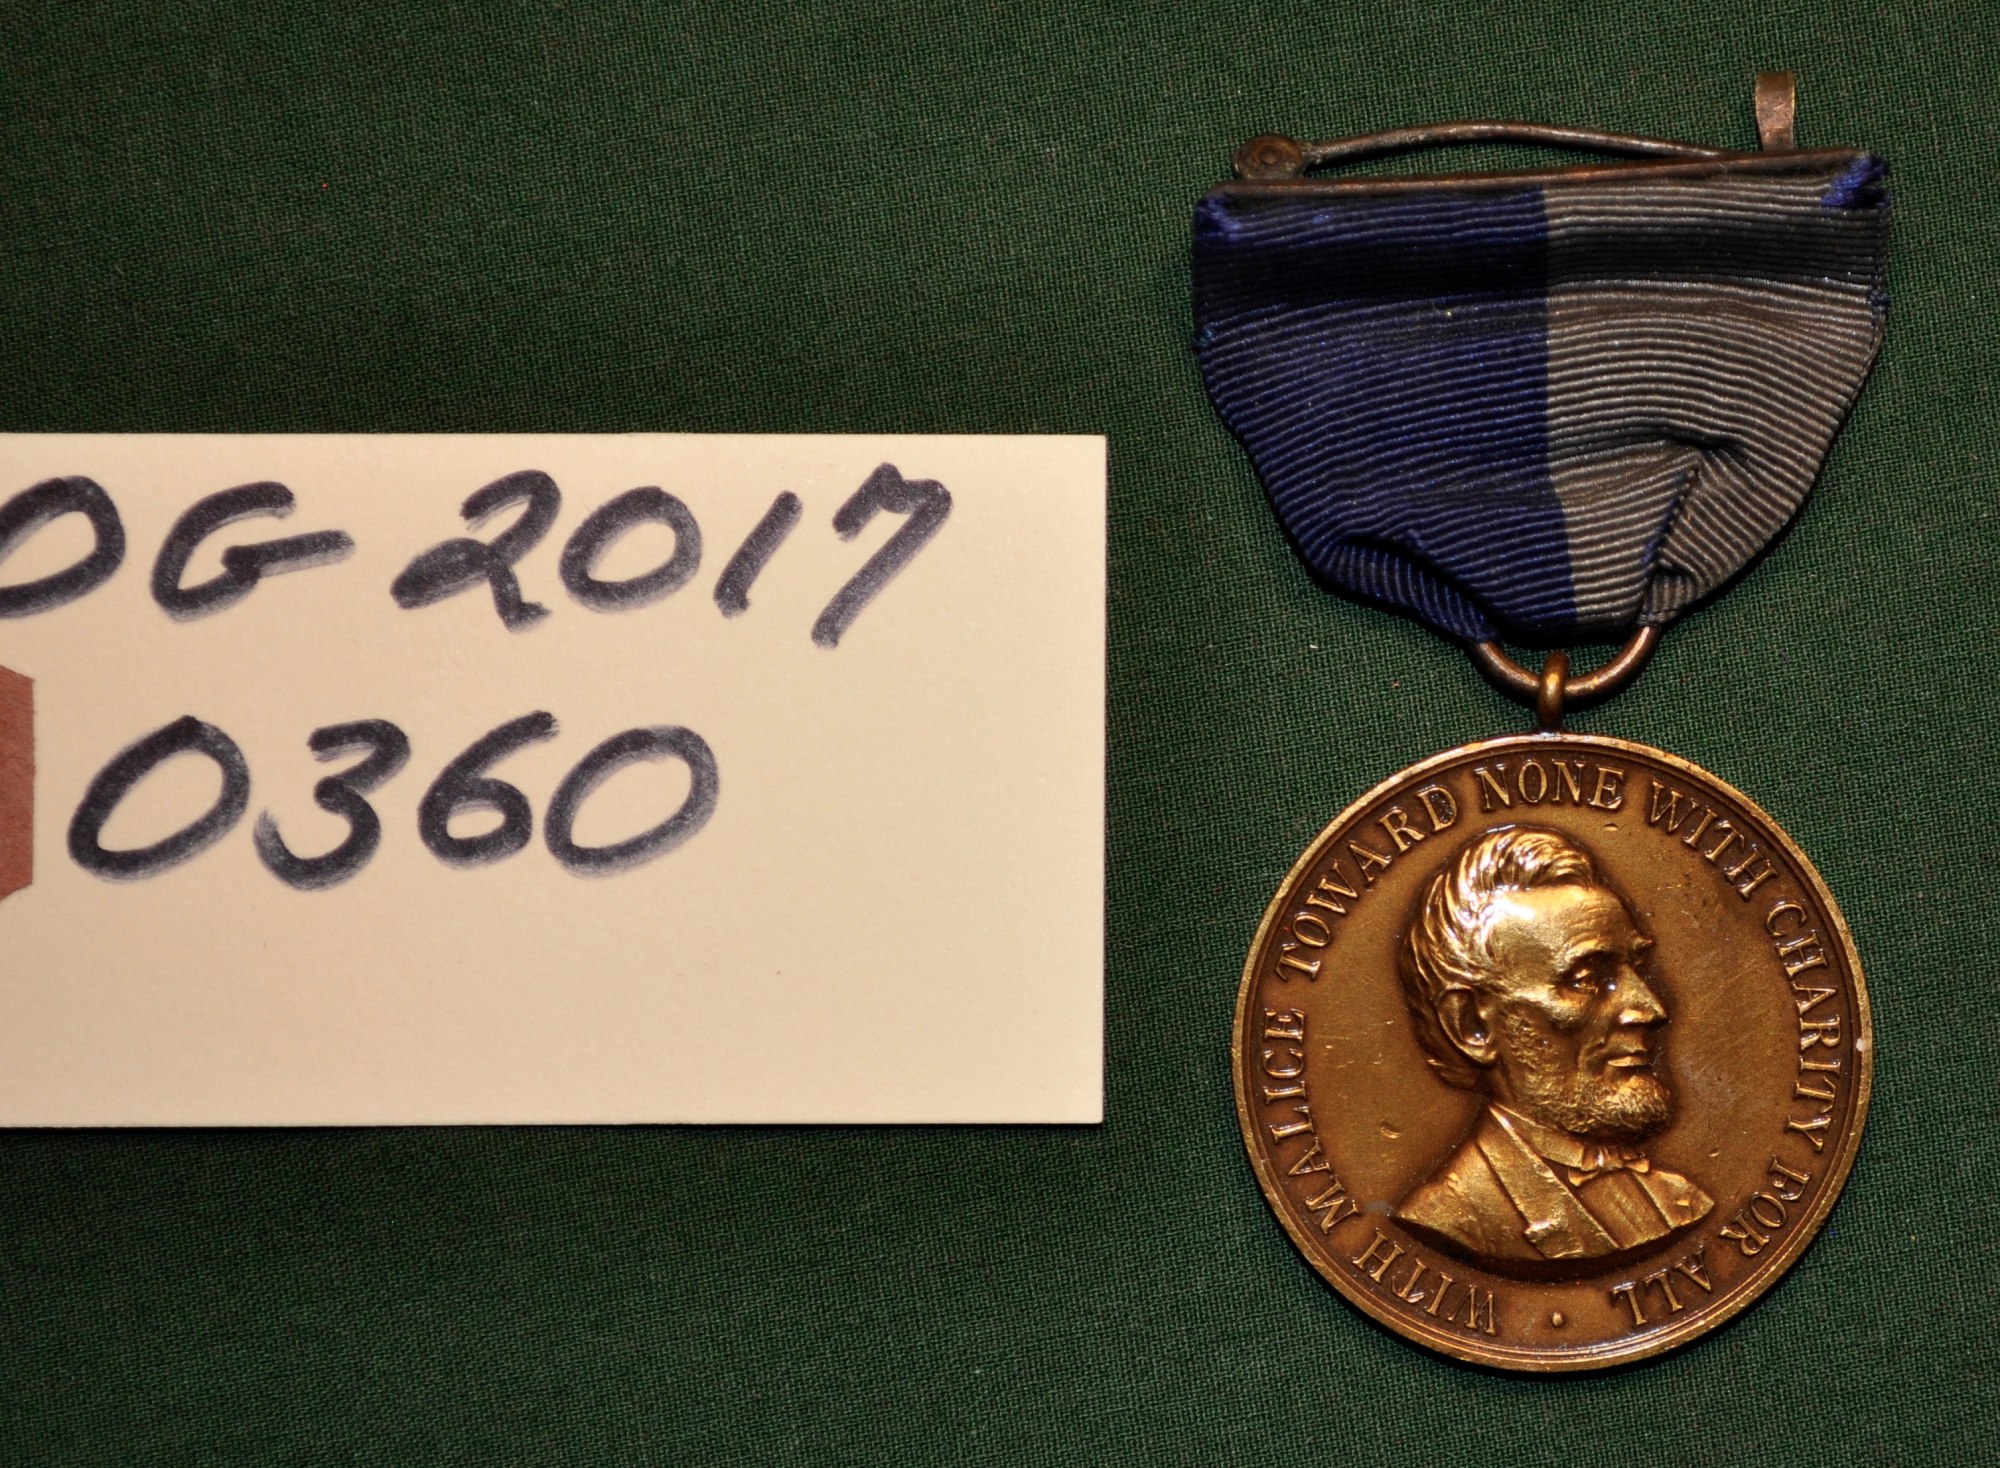 OG 2017
0360
WITH MALICE TOWARD NONE WITH CHARITY FOR ALL